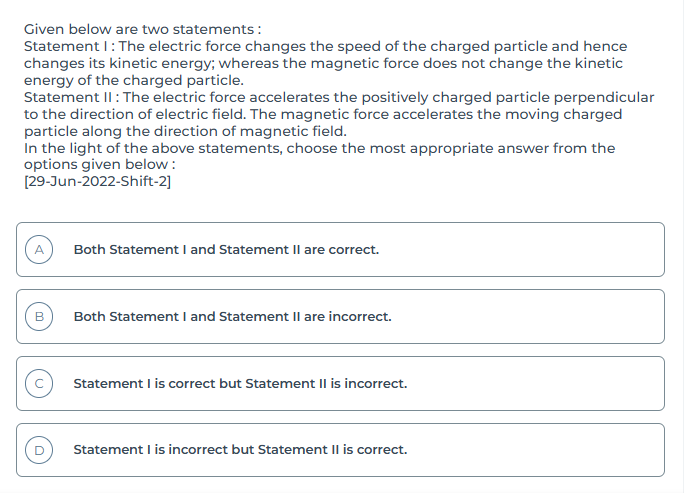 Given below are two statements :
Statement I : The electric force changes the speed of the charged particle and hence
changes its kinetic energy; whereas the magnetic force does not change the kinetic
energy of the charged particle.
Statement II : The electric force accelerates the positively charged particle perpendicular
to the direction of electric field. The magnetic force accelerates the moving charged
particle along the direction of magnetic field.
In the light of the above statements, choose the most appropriate answer from the
options given below :
[29-Jun-2022-Shift-2]
A Both Statement I and Statement II are correct.
B Both Statement I and Statement II are incorrect.
C Statement I is correct but Statement II is incorrect.
D Statement I is incorrect but Statement II is correct.